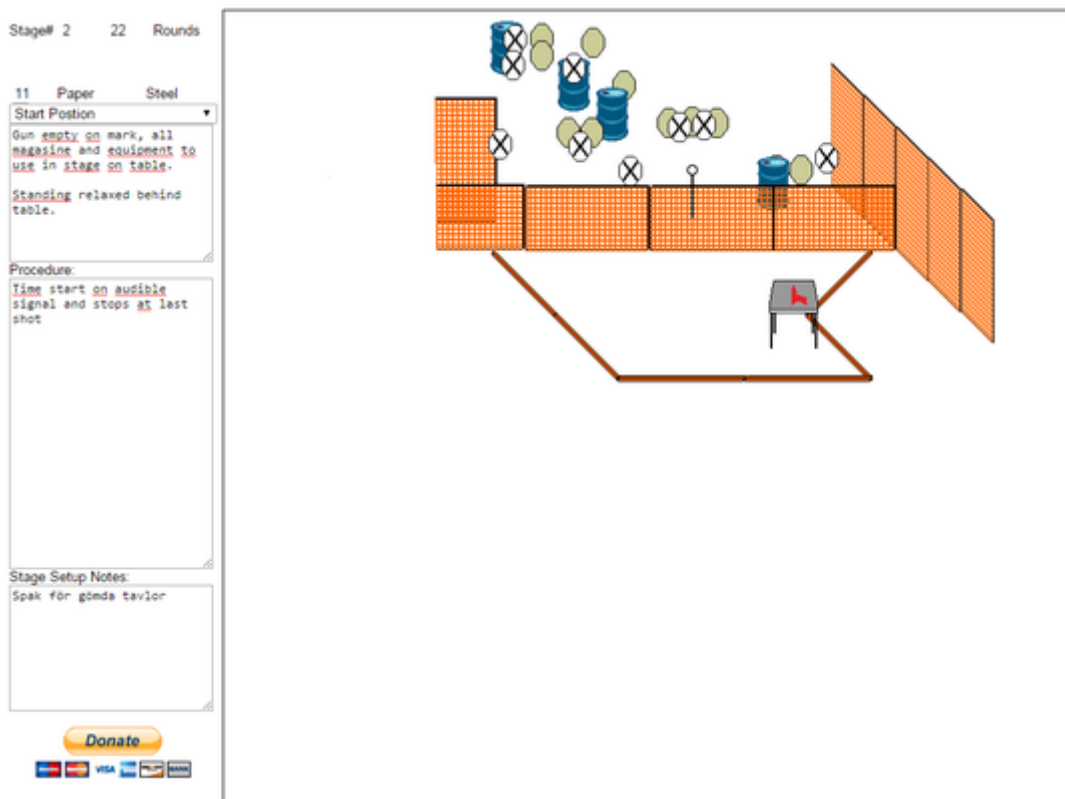 Stage# 2 22 Rounds
11 Paper Steel
Start Postion
Gun empty on mark, all
magasine and equipment to
use in stage on table.
Standing relaxed behind
table.
Procedure:
Time start on audible
signal and stops at last
shot
Stage Setup Notes:
Spak för gömda tavlor
Donate
VISA